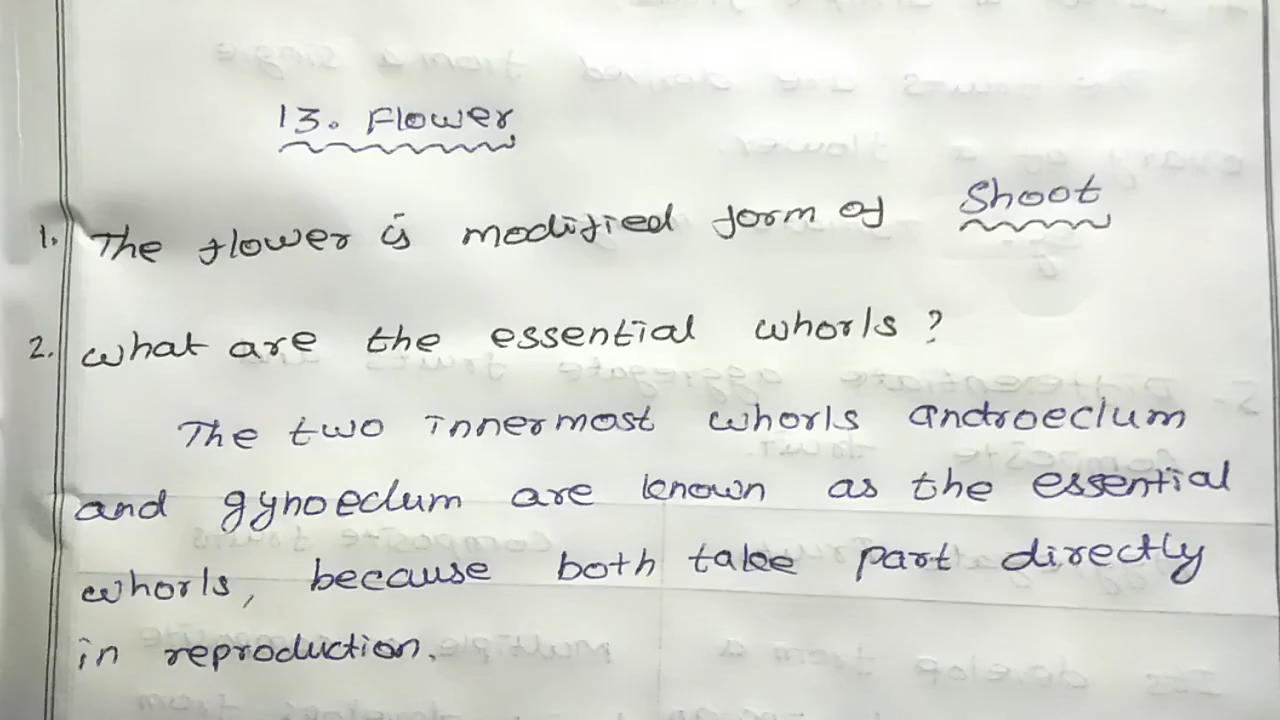 13. Flower
1. The flower is modified form of Shoot
2. What are the essential whorls?
The two innermost whorls androeclum
and gynoeclum are known as the essential
whorls, because both take part directly
in reproduction.